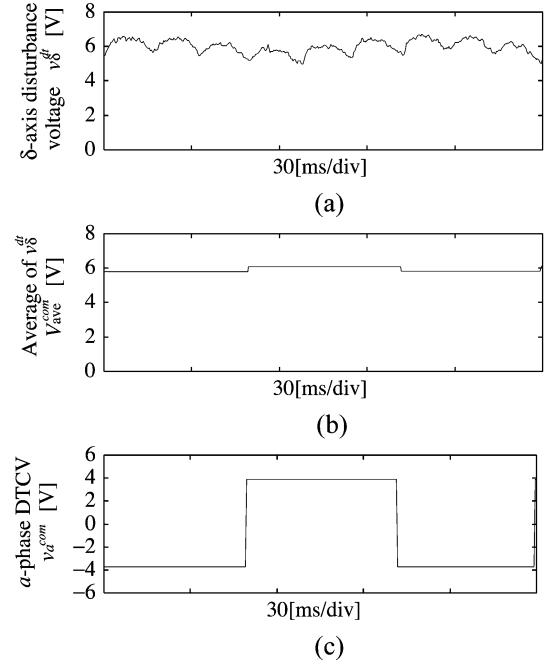 δ-axis disturbance
voltage vδ^dt [V]
8
6
4
2
0
30[ms/div]
(a)
Average of vδ^dt
V_ave^com [V]
8
6
4
2
0
30[ms/div]
(b)
a-phase DTCV
v_a^com [V]
6
4
2
0
−2
−4
−6
30[ms/div]
(c)